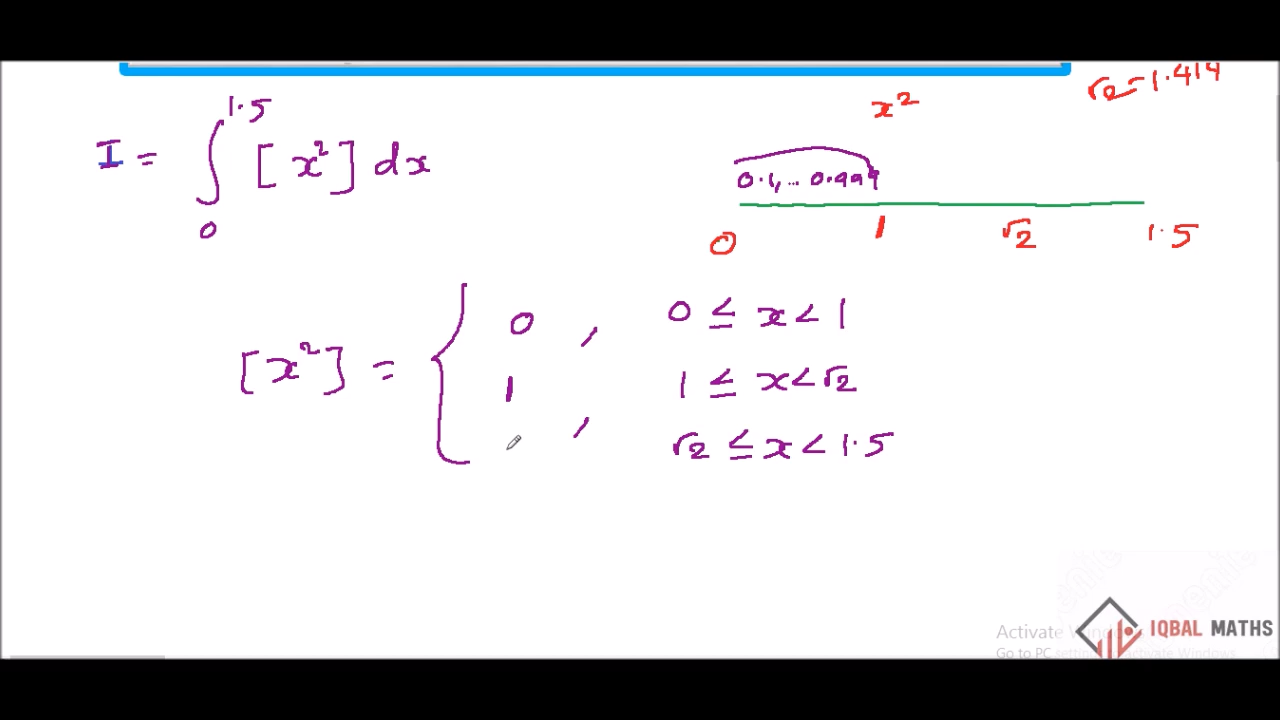 √2 = 1.414
x²
I = ∫₀^1.5 [x²] dx
0.1, ... 0.999
0 1 √2 1.5
[x²] = {
0 , 0 ≤ x < 1
1 , 1 ≤ x < √2
√2 ≤ x < 1.5
Activate Windows
Go to PC settings to activate Windows.
IQBAL MATHS